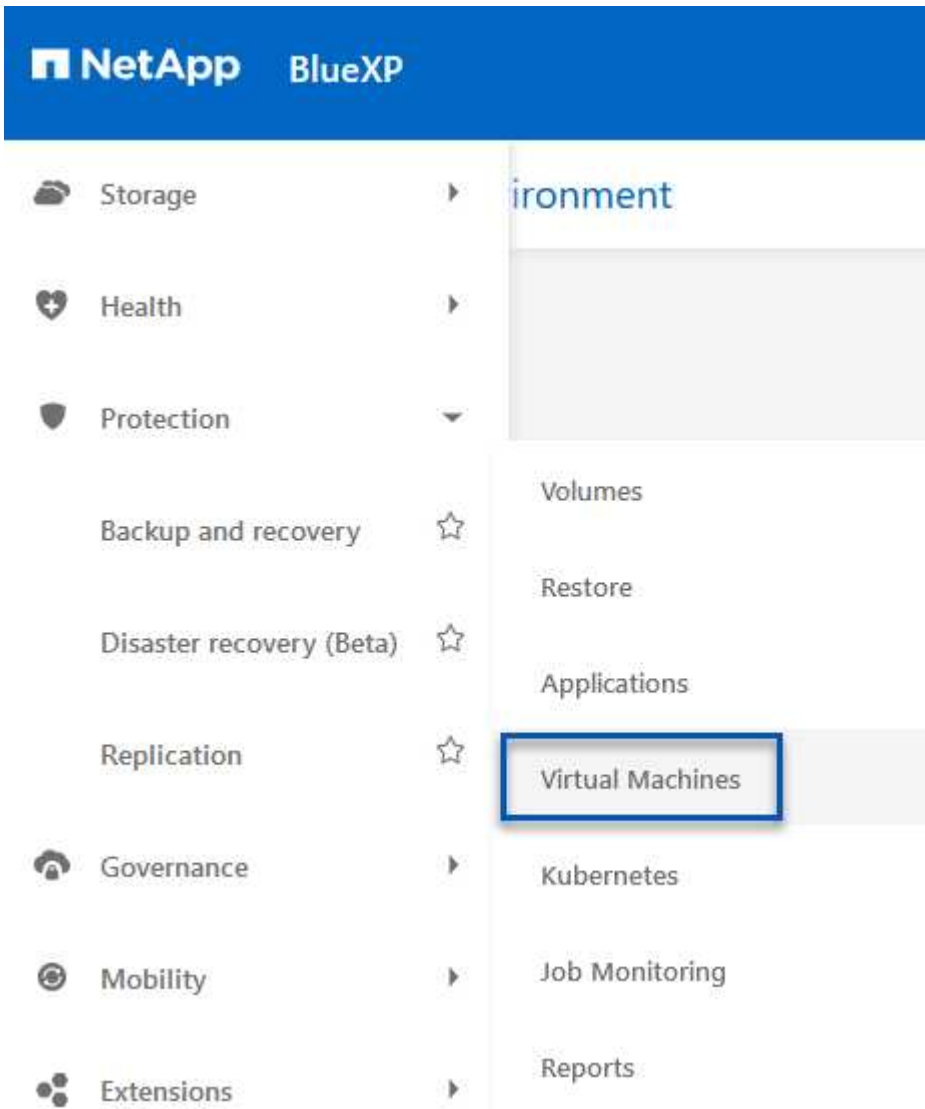 NetApp BlueXP
Storage
ironment
Health
Protection
Backup and recovery
Disaster recovery (Beta)
Replication
Governance
Mobility
Extensions
Volumes
Restore
Applications
Virtual Machines
Kubernetes
Job Monitoring
Reports